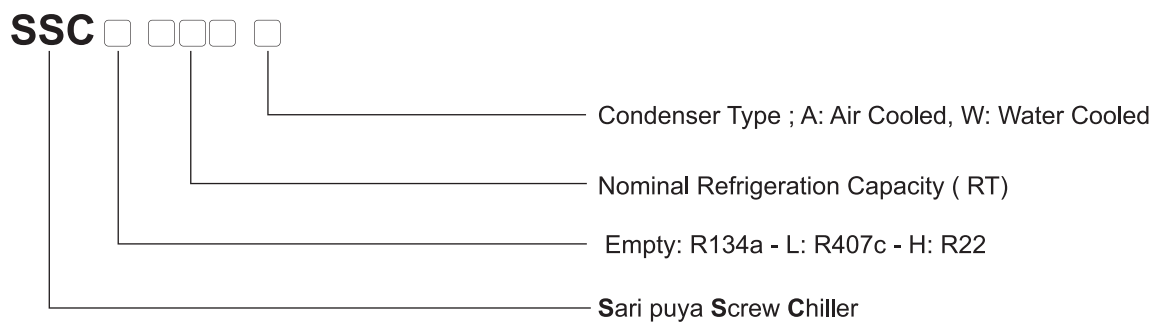 SSC
Condenser Type ; A: Air Cooled, W: Water Cooled
Nominal Refrigeration Capacity ( RT)
Empty: R134a - L: R407c - H: R22
Sari puya Screw Chiller